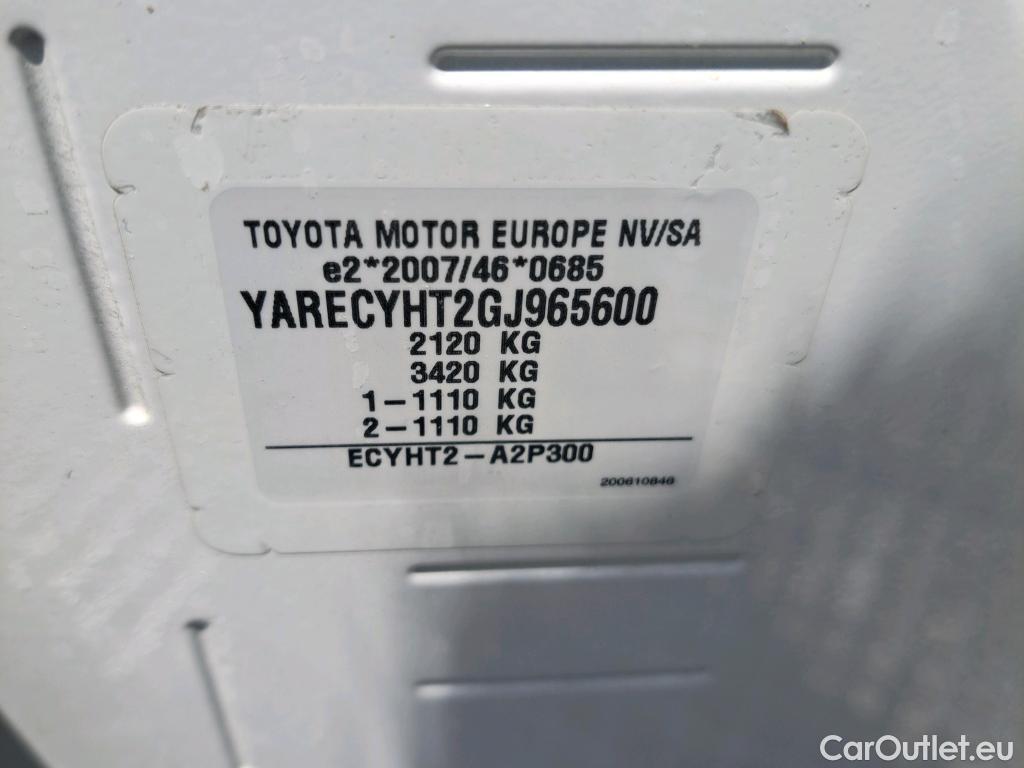 TOYOTA MOTOR EUROPE NV/SA
e2*2007/46*0685
YARECYHT2GJ965600
2120 KG
3420 KG
1-1110 KG
2-1110 KG
ECYHT2-A2P300
200610846
CarOutlet.eu